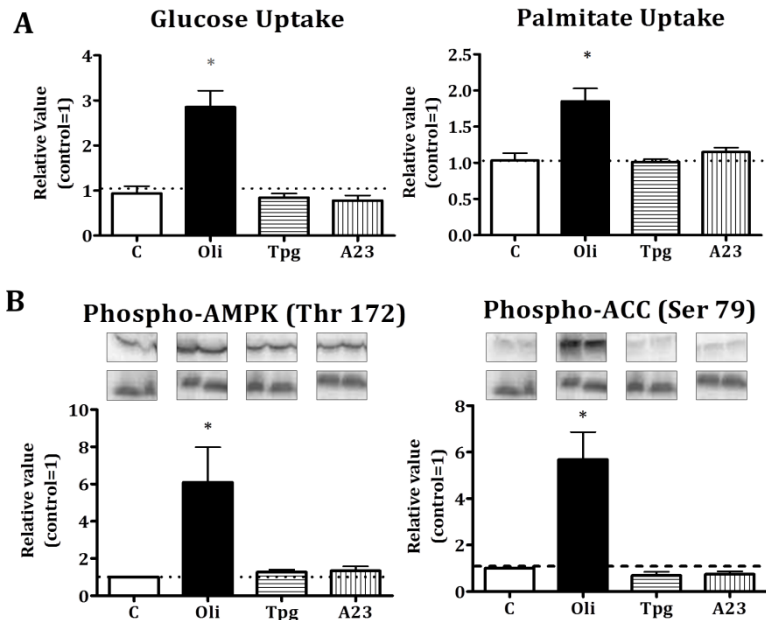 A
Glucose Uptake
Relative Value
(control=1)
4
3
2
1
0
*
C Oli Tpg A23
Palmitate Uptake
Relative Value
(control=1)
2.5
2.0
1.5
1.0
0.5
0.0
*
C Oli Tpg A23
B
Phospho-AMPK (Thr 172)
Relative value
(control=1)
10
8
6
4
2
0
*
C Oli Tpg A23
Phospho-ACC (Ser 79)
Relative value
(control=1)
8
6
4
2
0
*
C Oli Tpg A23